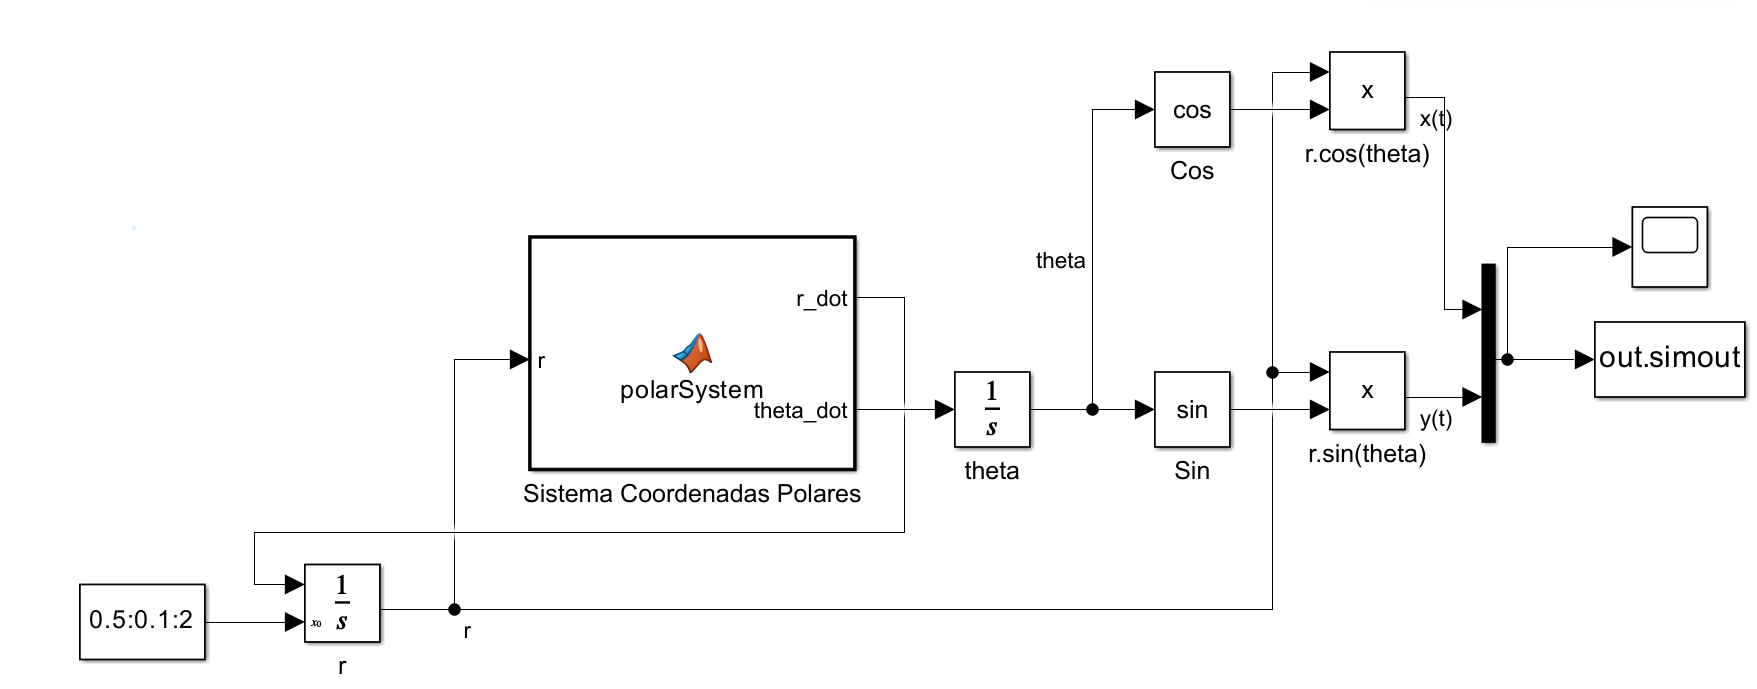 cos
Cos
x
x(t)
r.cos(theta)
theta
r_dot
r
polarSystem
theta_dot
Sistema Coordenadas Polares
1
s
theta
sin
Sin
x
y(t)
r.sin(theta)
out.simout
0.5:0.1:2
x0
1
s
r
r